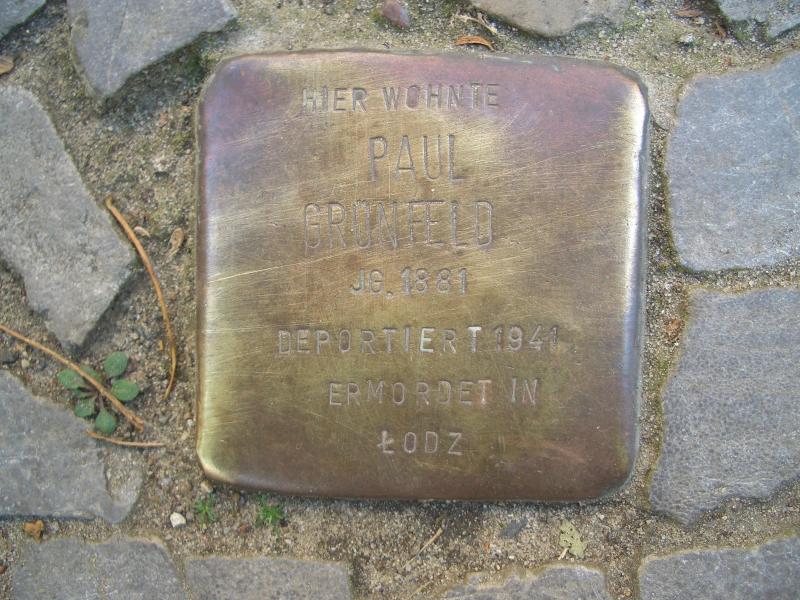 HIER WOHNTE
PAUL
GRÜNFELD
JG. 1881
DEPORTIERT 1941
ERMORDET IN
ŁODZ